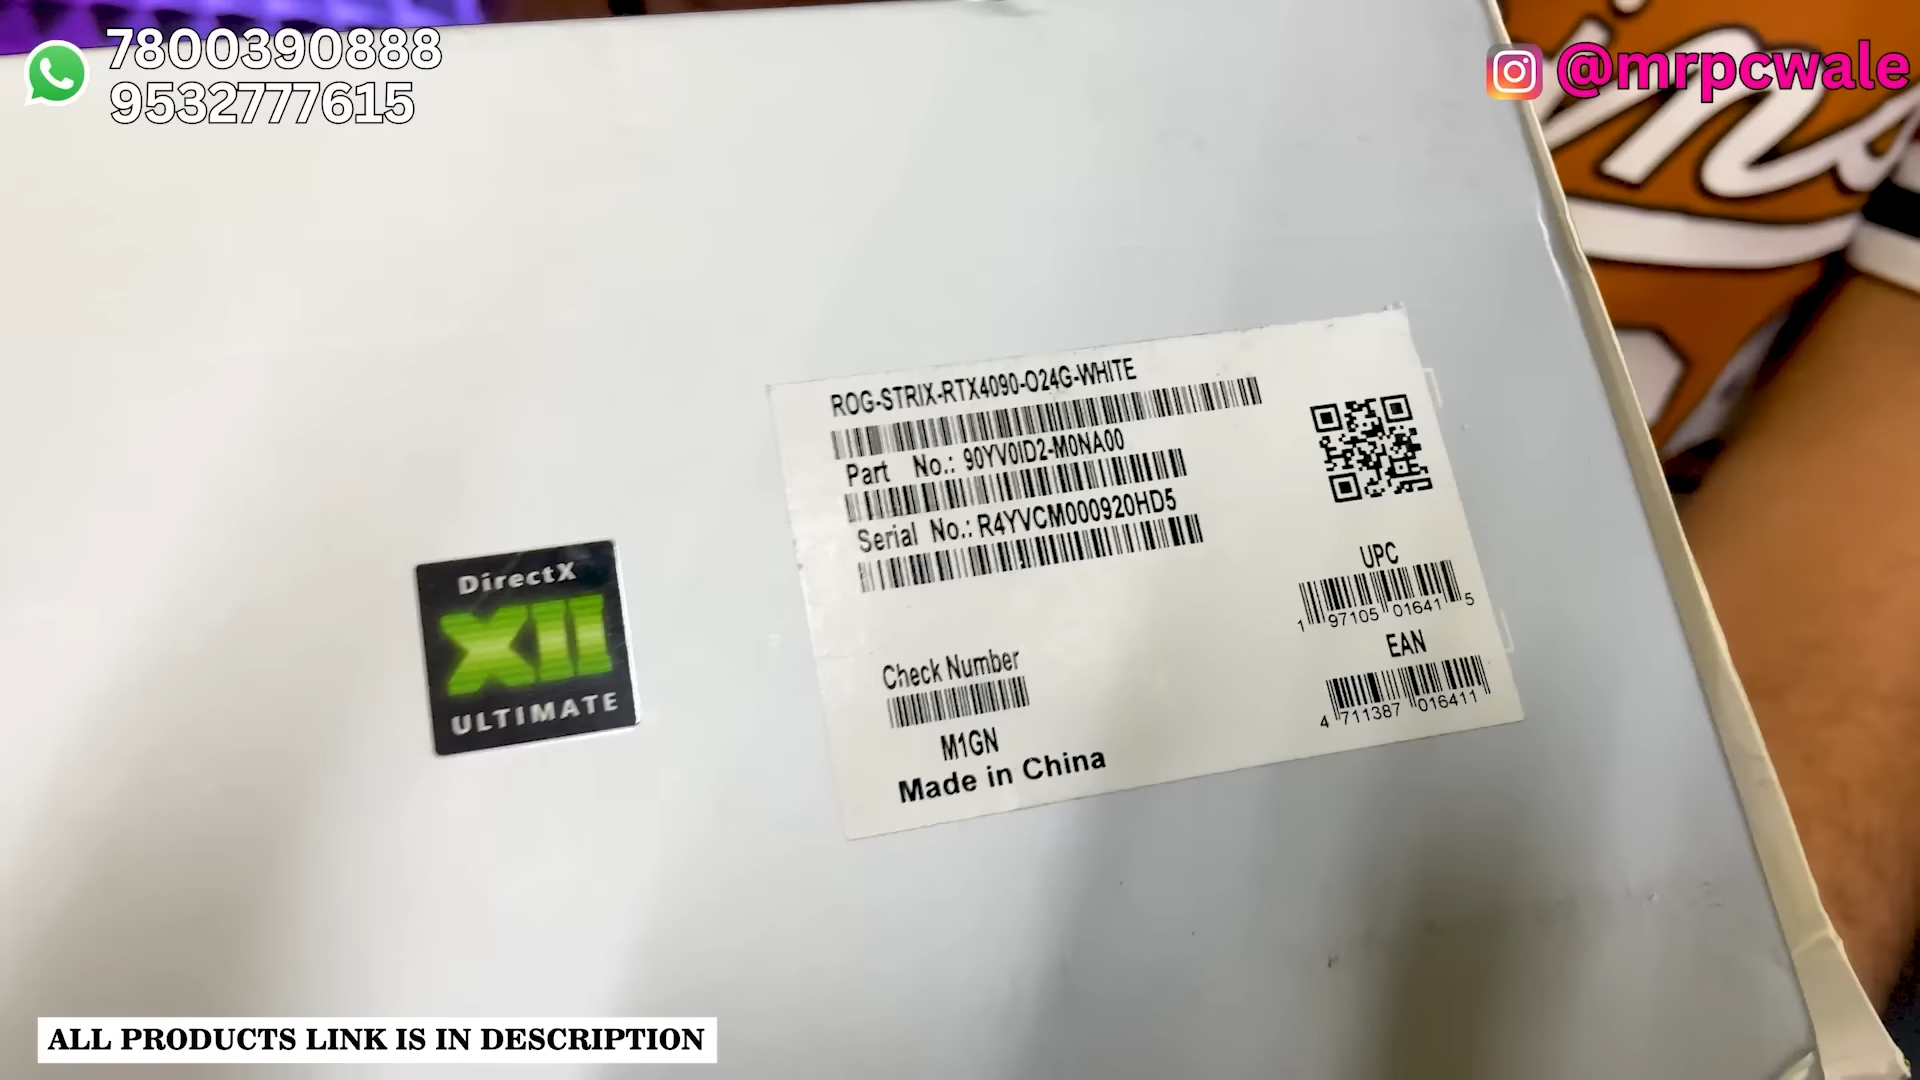 7800390888
9532777615
@mrpcwale
ROG-STRIX-RTX4090-O24G-WHITE
Part No.: 90YV0ID2-M0NA00
Serial No.: R4YVCM000920HD5
UPC
1 97105 01641 5
EAN
4 711387 016411
Check Number
M1GN
Made in China
DirectX
XII
ULTIMATE
ALL PRODUCTS LINK IS IN DESCRIPTION